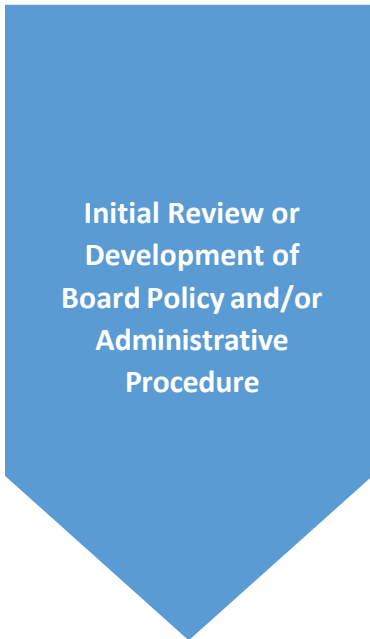 Initial Review or
Development of
Board Policy and/or
Administrative
Procedure